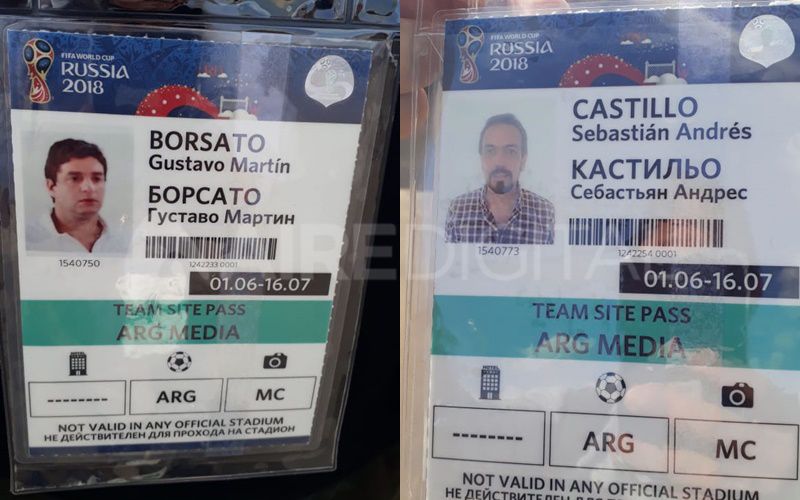 FIFA WORLD CUP
RUSSIA
2018
BORSATO
Gustavo Martín
БОРСАТО
Густаво Мартин
1540750
1242233 0001
01.06-16.07
TEAM SITE PASS
ARG MEDIA
--------
ARG
MC
NOT VALID IN ANY OFFICIAL STADIUM
НЕ ДЕЙСТВИТЕЛЕН ДЛЯ ПРОХОДА НА СТАДИОН
FIFA WORLD CUP
RUSSIA
2018
CASTILLO
Sebastián Andrés
КАСТИЛЬО
Себастьян Андрес
1540773
1242254 0001
01.06-16.07
TEAM SITE PASS
ARG MEDIA
--------
ARG
MC
NOT VALID IN ANY OFFICIAL STADIUM
НЕ ДЕЙСТВИТЕЛЕН ДЛЯ